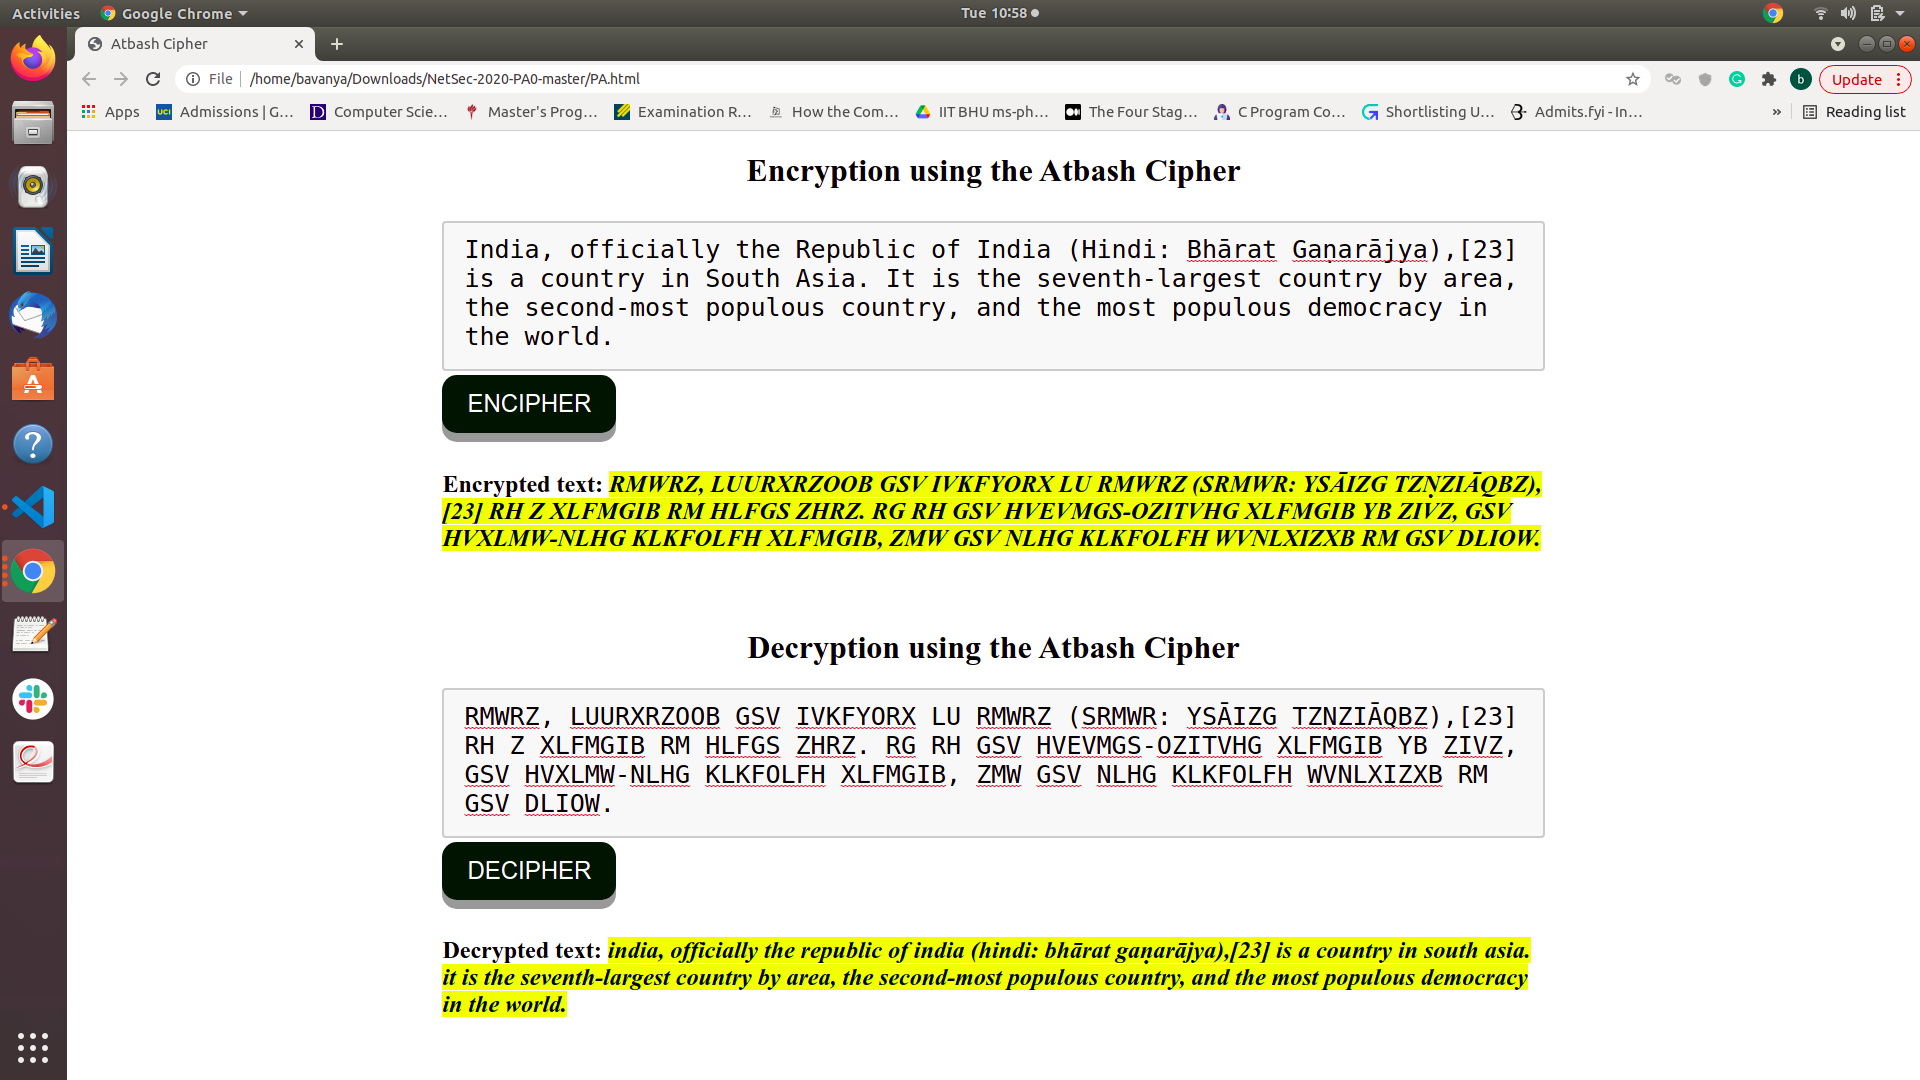 Activities Google Chrome Tue 10:58
Atbash Cipher
File /home/bavanya/Downloads/NetSec-2020-PA0-master/PA.html b Update
Apps UCI Admissions | G... D Computer Scie... Master's Prog... Examination R... How the Com... IIT BHU ms-ph... The Four Stag... C Program Co... Shortlisting U... Admits.fyi - In... » Reading list
Encryption using the Atbash Cipher
India, officially the Republic of India (Hindi: Bhārat Gaṇarājya),[23]
is a country in South Asia. It is the seventh-largest country by area,
the second-most populous country, and the most populous democracy in
the world.
ENCIPHER
Encrypted text: RMWRZ, LUURXRZOOB GSV IVKFYORX LU RMWRZ (SRMWR: YSĀIZG TZṆZIĀQBZ),
[23] RH Z XLFMGIB RM HLFGS ZHRZ. RG RH GSV HVEVMGS-OZITVHG XLFMGIB YB ZIVZ, GSV
HVXLMW-NLHG KLKFOLFH XLFMGIB, ZMW GSV NLHG KLKFOLFH WVNLXIZXB RM GSV DLIOW.
Decryption using the Atbash Cipher
RMWRZ, LUURXRZOOB GSV IVKFYORX LU RMWRZ (SRMWR: YSĀIZG TZṆZIĀQBZ),[23]
RH Z XLFMGIB RM HLFGS ZHRZ. RG RH GSV HVEVMGS-OZITVHG XLFMGIB YB ZIVZ,
GSV HVXLMW-NLHG KLKFOLFH XLFMGIB, ZMW GSV NLHG KLKFOLFH WVNLXIZXB RM
GSV DLIOW.
DECIPHER
Decrypted text: india, officially the republic of india (hindi: bhārat gaṇarājya),[23] is a country in south asia.
it is the seventh-largest country by area, the second-most populous country, and the most populous democracy
in the world.